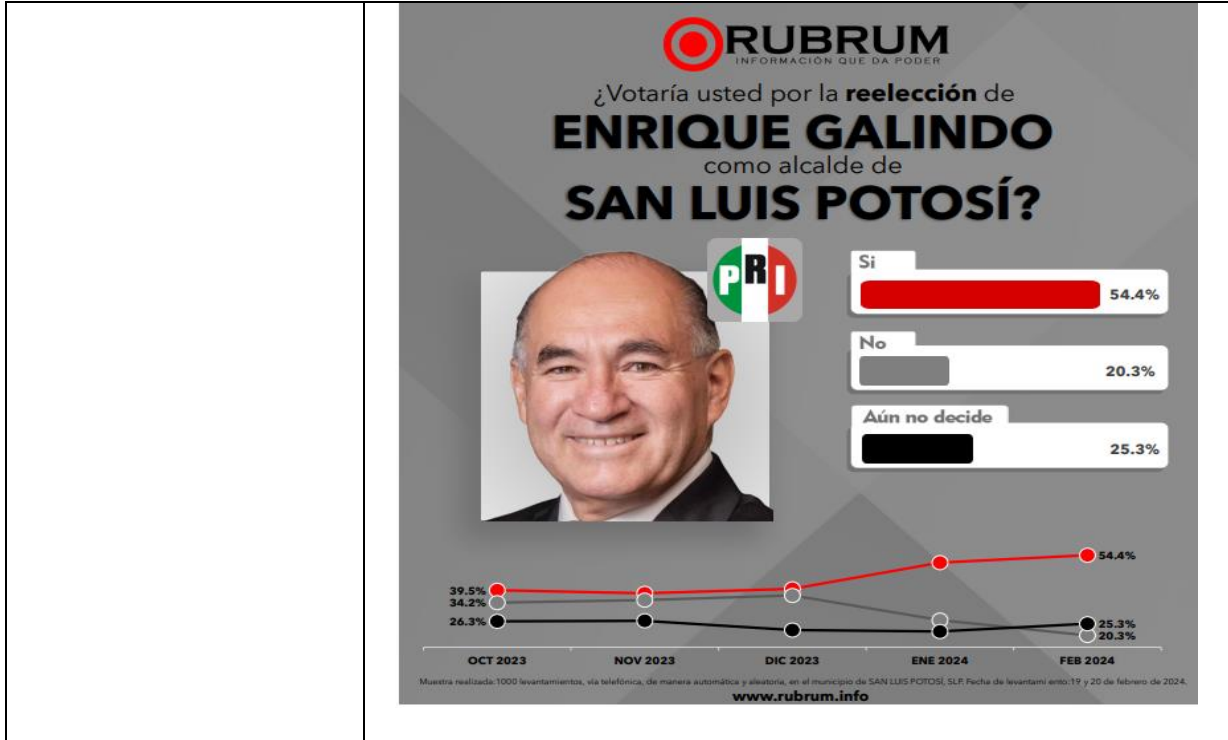 RUBRUM
INFORMACIÓN QUE DA PODER
¿Votaría usted por la reelección de
ENRIQUE GALINDO
como alcalde de
SAN LUIS POTOSÍ?
PRI
Si
54.4%
No
20.3%
Aún no decide
25.3%
54.4%
39.5%
34.2%
26.3%
25.3%
20.3%
OCT 2023 NOV 2023 DIC 2023 ENE 2024 FEB 2024
Muestra realizada:1000 levantamientos, vía telefónica, de manera automática y aleatoria, en el municipio de SAN LUIS POTOSÍ, SLP. Fecha de levantami ento:19 y 20 de febrero de 2024.
www.rubrum.info